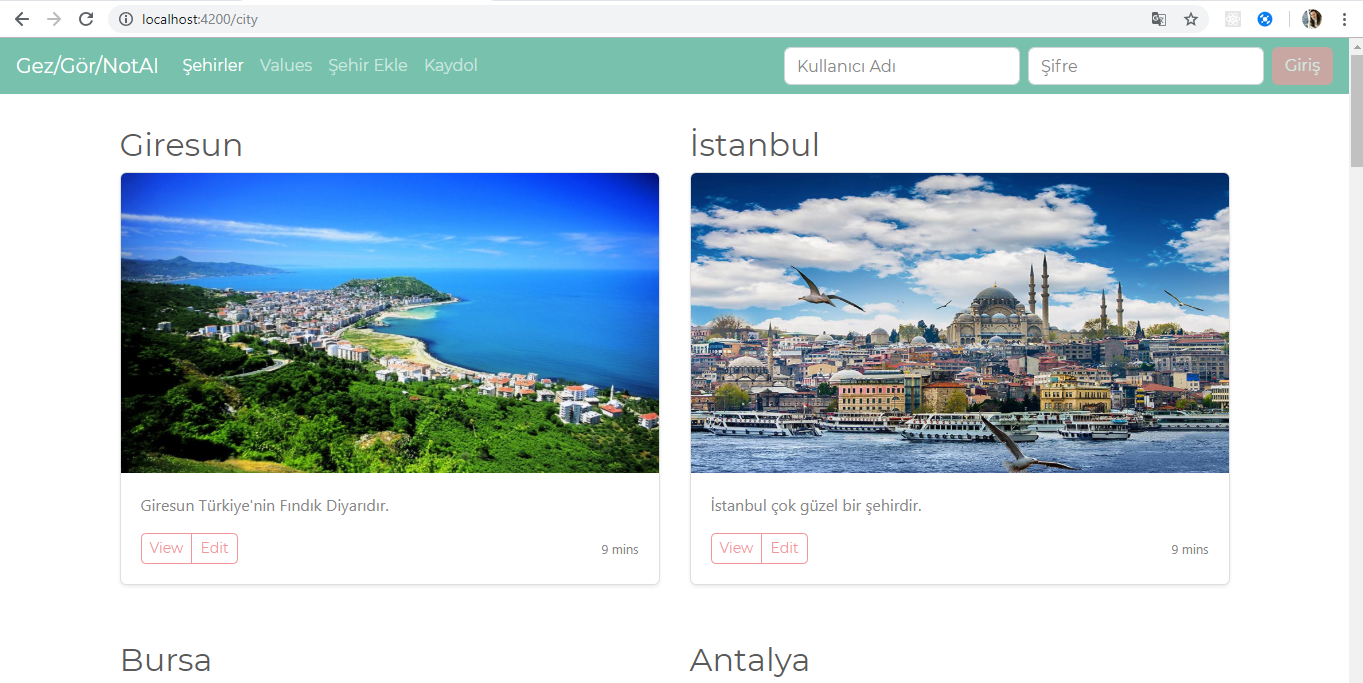 localhost:4200/city
Gez/Gör/NotAl Şehirler Values Şehir Ekle Kaydol Kullanıcı Adı Şifre Giriş
Giresun
Giresun Türkiye'nin Fındık Diyarıdır.
View Edit 9 mins
İstanbul
İstanbul çok güzel bir şehirdir.
View Edit 9 mins
Bursa
Antalya